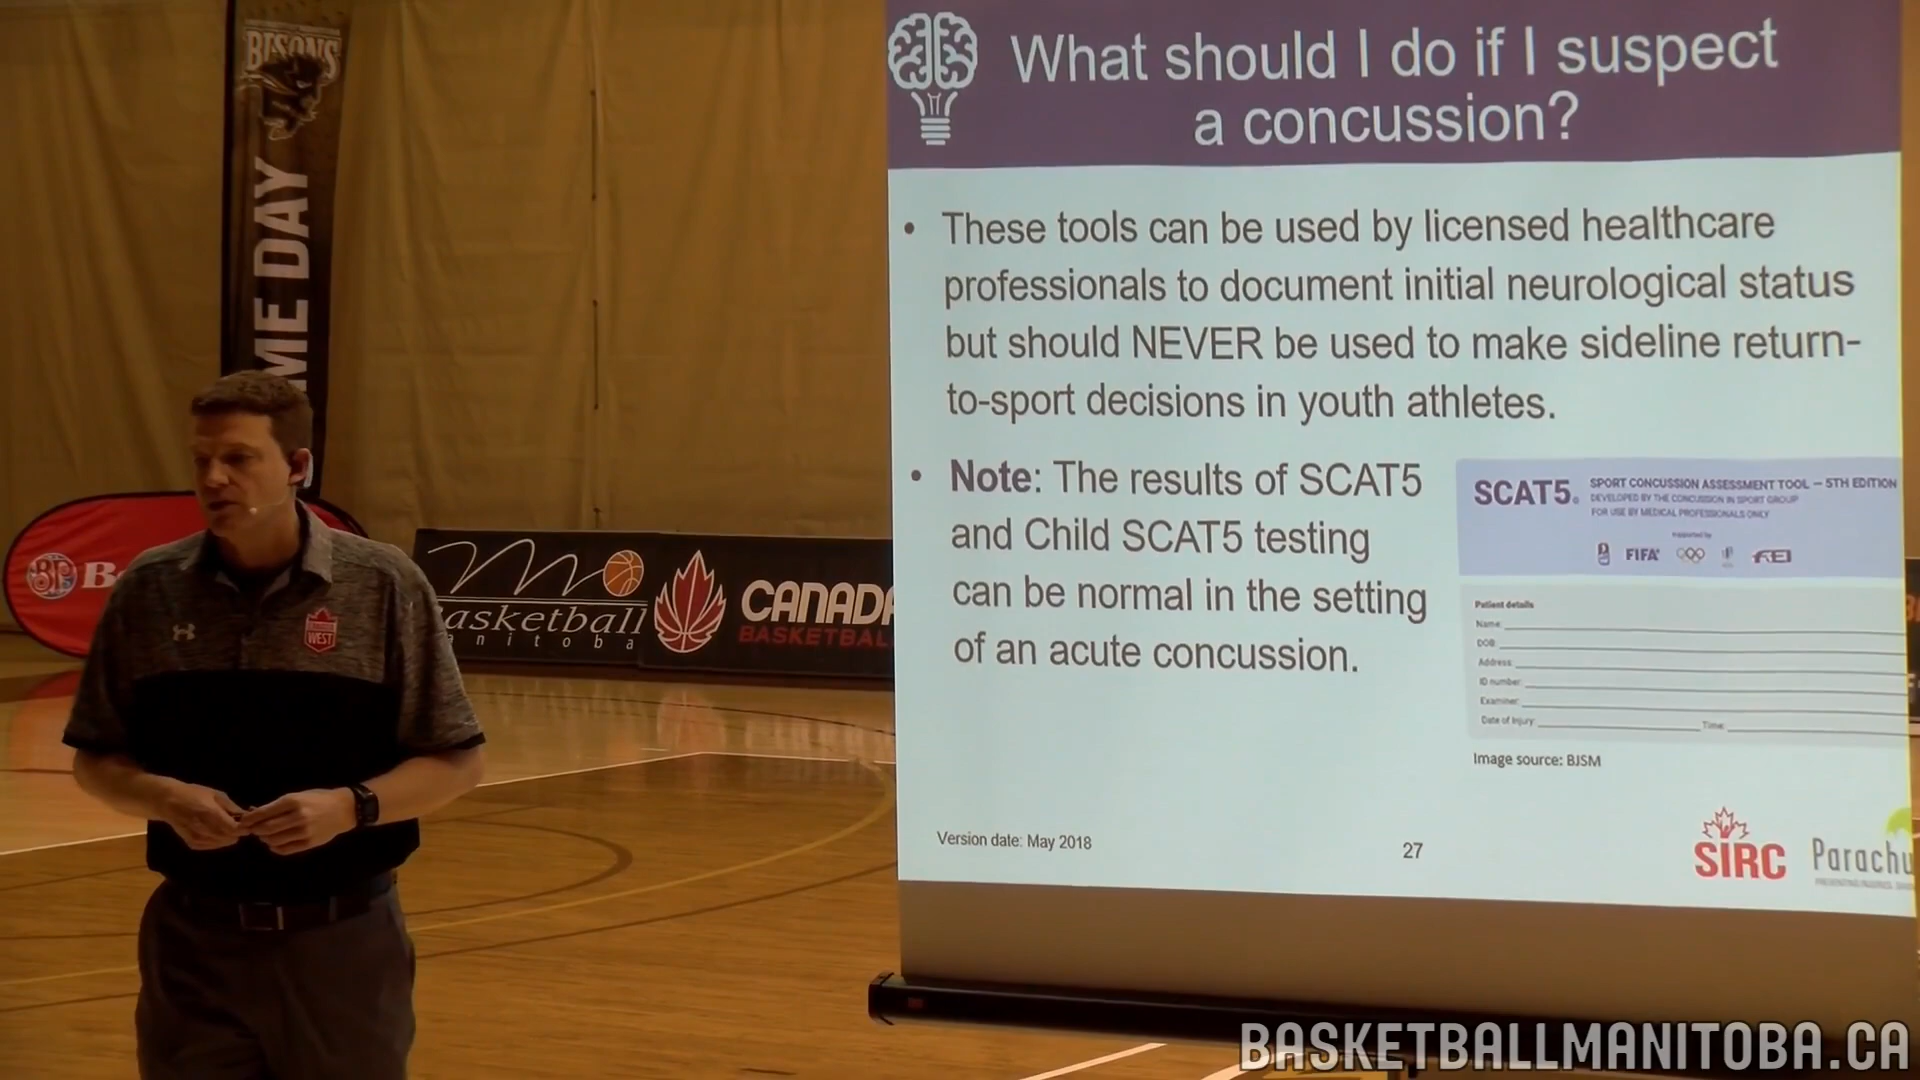 BISONS
ME DAY
What should I do if I suspect
a concussion?
• These tools can be used by licensed healthcare
professionals to document initial neurological status
but should NEVER be used to make sideline return-
to-sport decisions in youth athletes.
• Note: The results of SCAT5
and Child SCAT5 testing
can be normal in the setting
of an acute concussion.
SCAT5®
SPORT CONCUSSION ASSESSMENT TOOL – 5TH EDITION
DEVELOPED BY THE CONCUSSION IN SPORT GROUP
FOR USE BY MEDICAL PROFESSIONALS ONLY
supported by
FIFA®
FEI
Patient details
Name:
DOB:
Address:
ID number:
Examiner:
Date of Injury: Time:
Image source: BJSM
Version date: May 2018
27
SIRC
Parachu
BP
B
WEST
asketball
anitoba
CANADA
BASKETBAL
BASKETBALLMANITOBA.CA